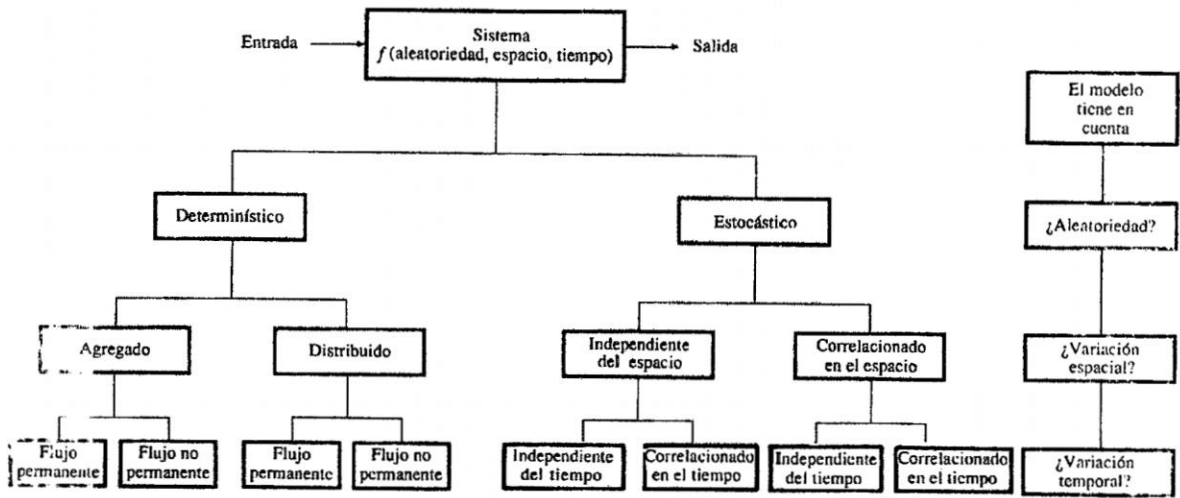 Entrada
Sistema
f (aleatoriedad, espacio, tiempo)
Salida
El modelo
tiene en
cuenta
Determinístico
Estocástico
¿Aleatoriedad?
Agregado
Distribuido
Independiente
del espacio
Correlacionado
en el espacio
¿Variación
espacial?
Flujo
permanente
Flujo no
permanente
Flujo
permanente
Flujo no
permanente
Independiente
del tiempo
Correlacionado
en el tiempo
Independiente
del tiempo
Correlacionado
en el tiempo
¿Variación
temporal?